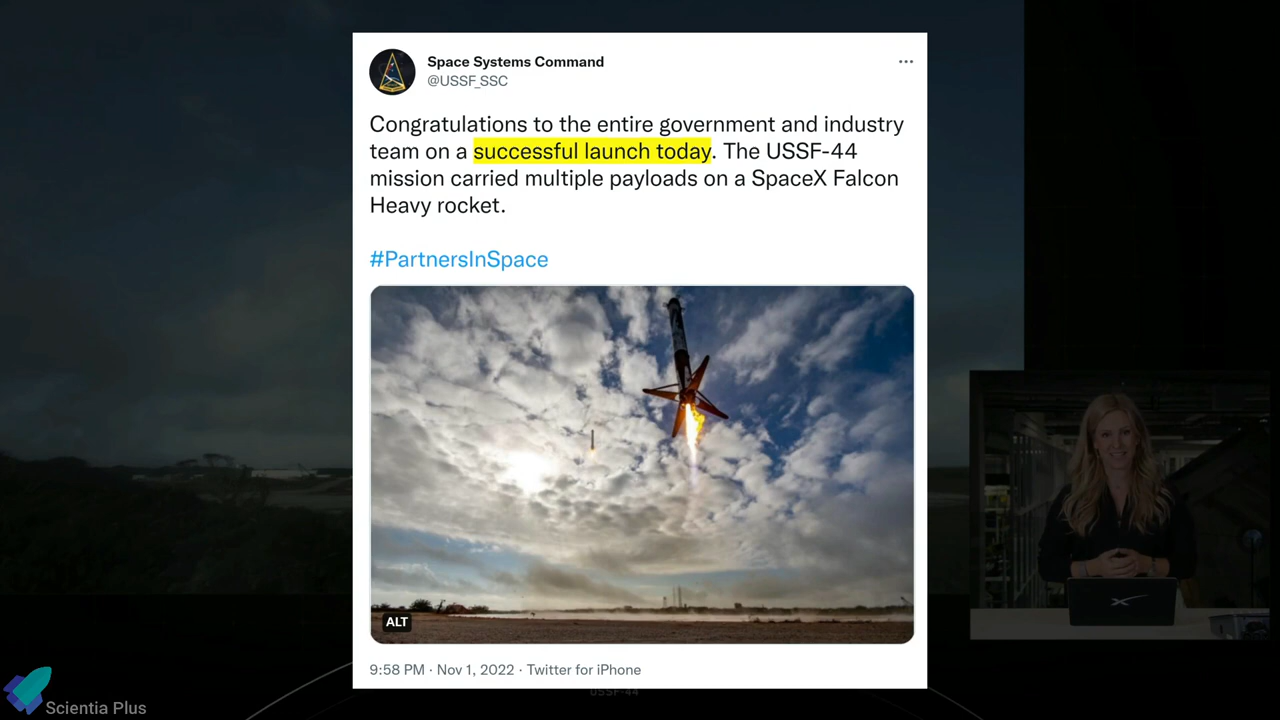 Space Systems Command
@USSF_SSC
Congratulations to the entire government and industry
team on a successful launch today. The USSF-44
mission carried multiple payloads on a SpaceX Falcon
Heavy rocket.
#PartnersInSpace
ALT
9:58 PM · Nov 1, 2022 · Twitter for iPhone
USSF-44
Scientia Plus